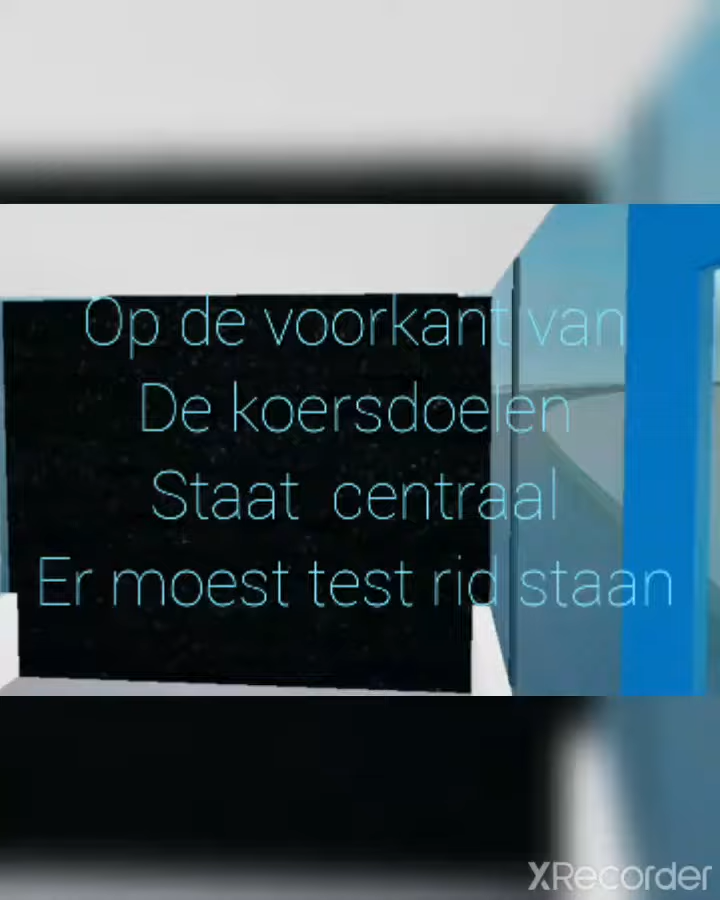 Op de voorkant van
De koersdoelen
Staat centraal
Er moest test rid staan
XRecorder